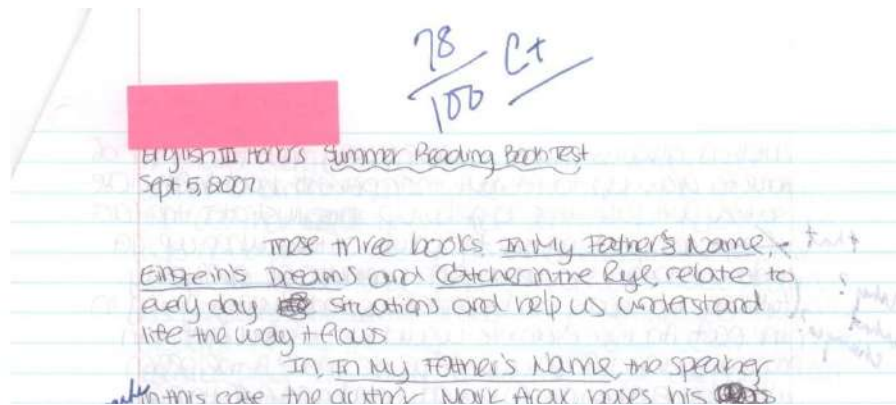 78/100 C+
English III Honors Summer Reading Book Test
Sept 5, 2007
These three books, In My Father's Name,
Einstein's Dreams and Catcher in the Rye, relate to
every day situations and help us understand
life the way it flows
In, In My Father's Name, the speaker,
in this case the author Mark Arax bases his